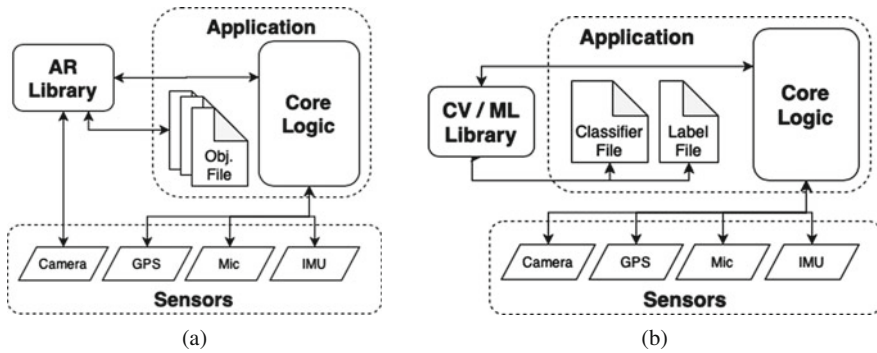 Application
AR
Library
Core
Logic
Obj.
File
Camera
GPS
Mic
IMU
Sensors
(a)
Application
CV / ML
Library
Classifier
File
Label
File
Core
Logic
Camera
GPS
Mic
IMU
Sensors
(b)